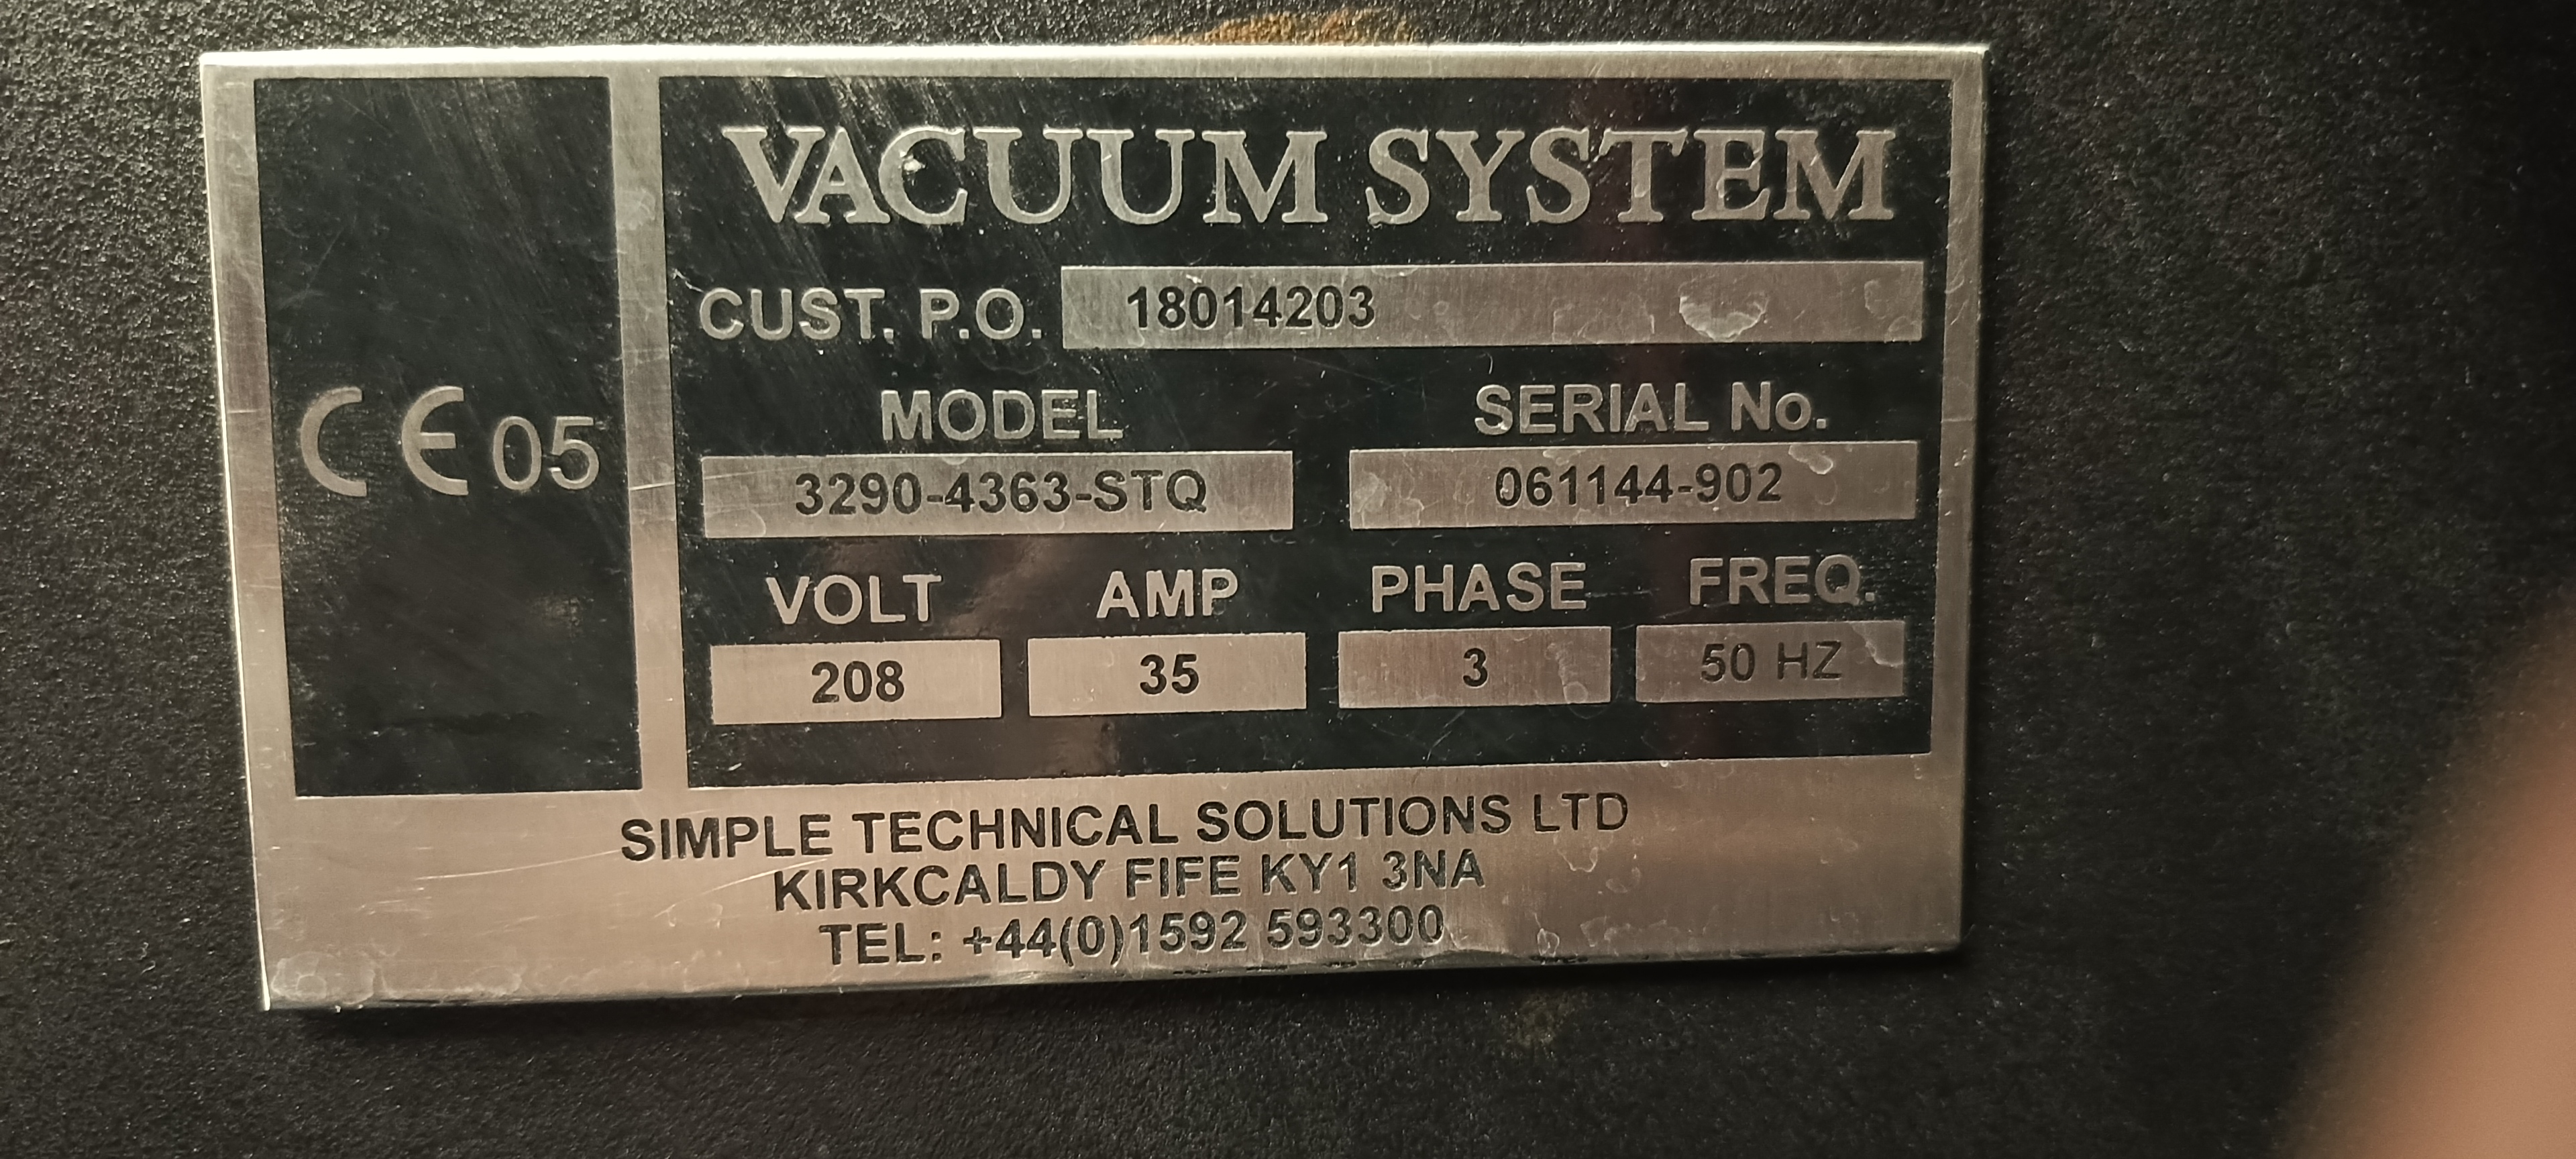 VACUUM SYSTEM
CUST. P.O. 18014203
CE 05
MODEL SERIAL No.
3290-4363-STQ 061144-902
VOLT AMP PHASE FREQ.
208 35 3 50 HZ
SIMPLE TECHNICAL SOLUTIONS LTD
KIRKCALDY FIFE KY1 3NA
TEL: +44(0)1592 593300